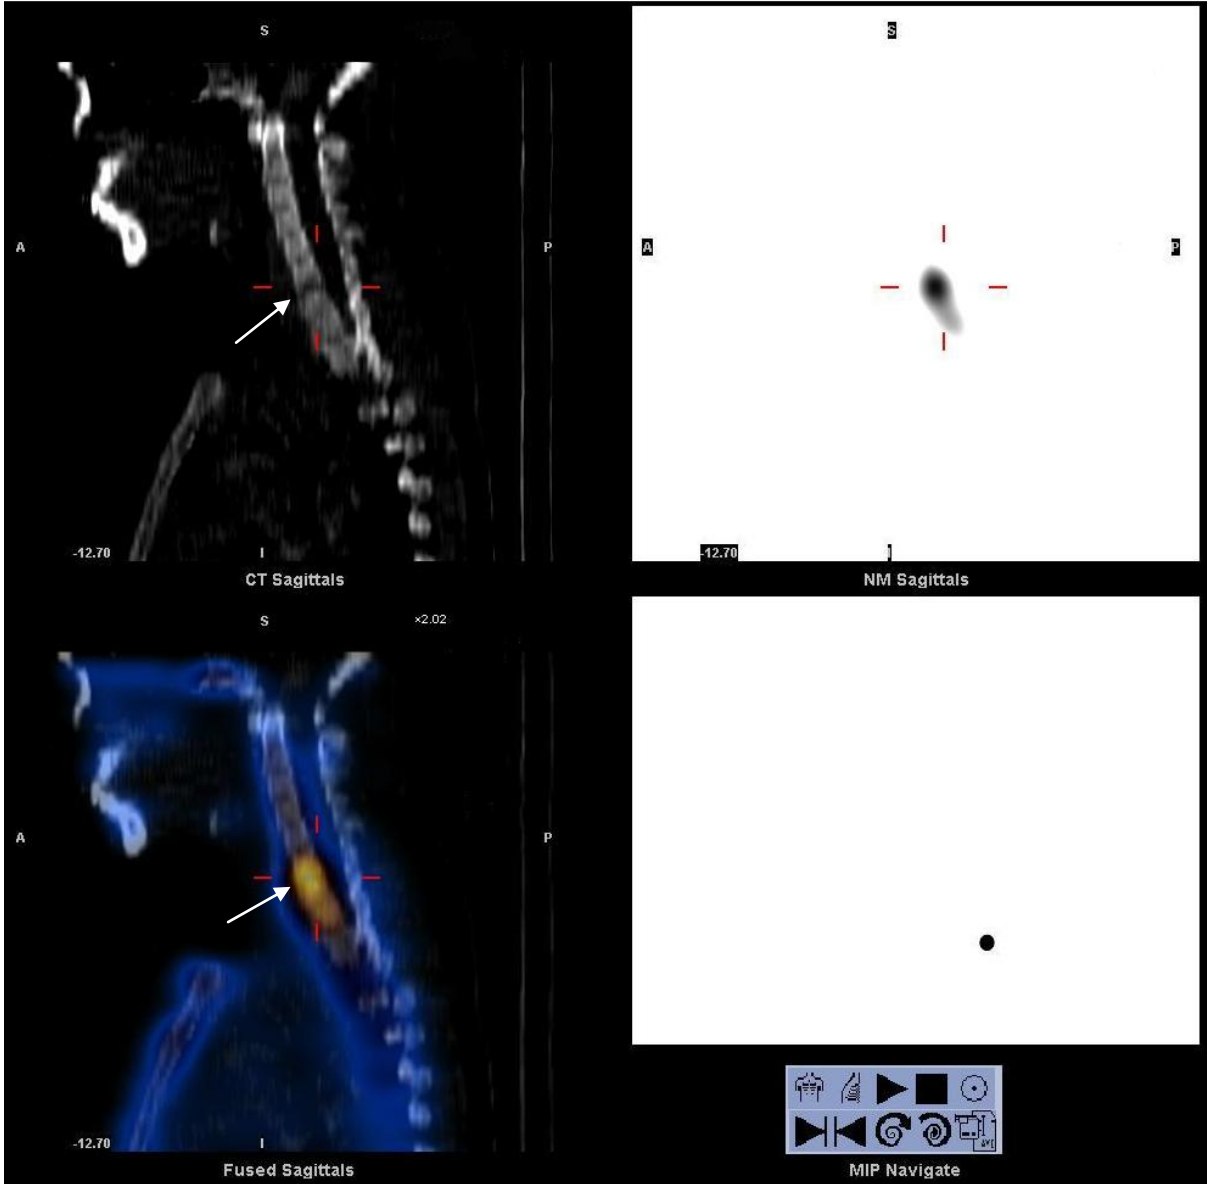 S
S
A
P
A
P
-12.70
I
-12.70
I
CT Sagittals
NM Sagittals
S
×2.02
A
P
-12.70
I
Fused Sagittals
MIP Navigate